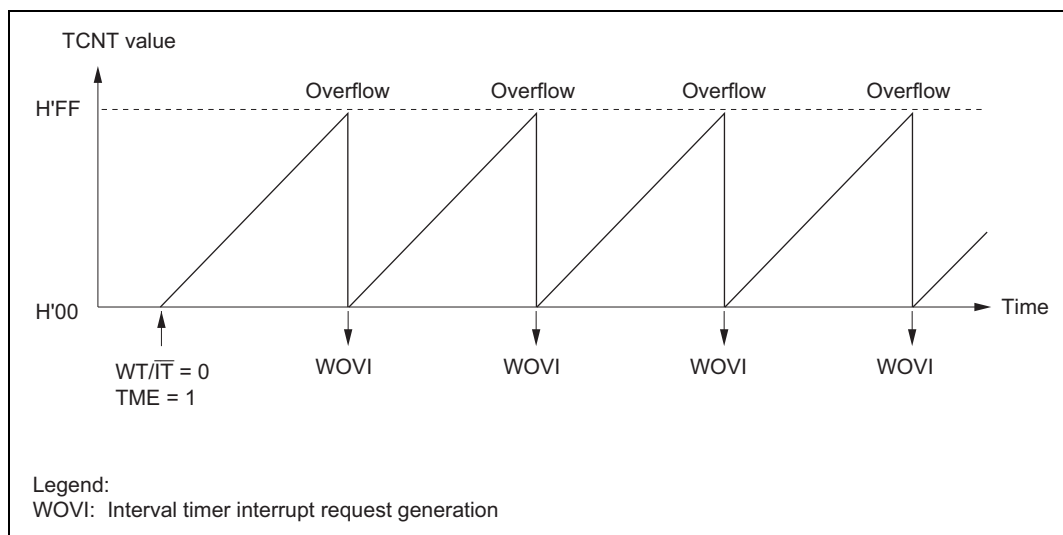 TCNT value
Overflow Overflow Overflow Overflow
H'FF
H'00
Time
WT/I̅T̅ = 0
TME = 1
WOVI WOVI WOVI WOVI
Legend:
WOVI: Interval timer interrupt request generation